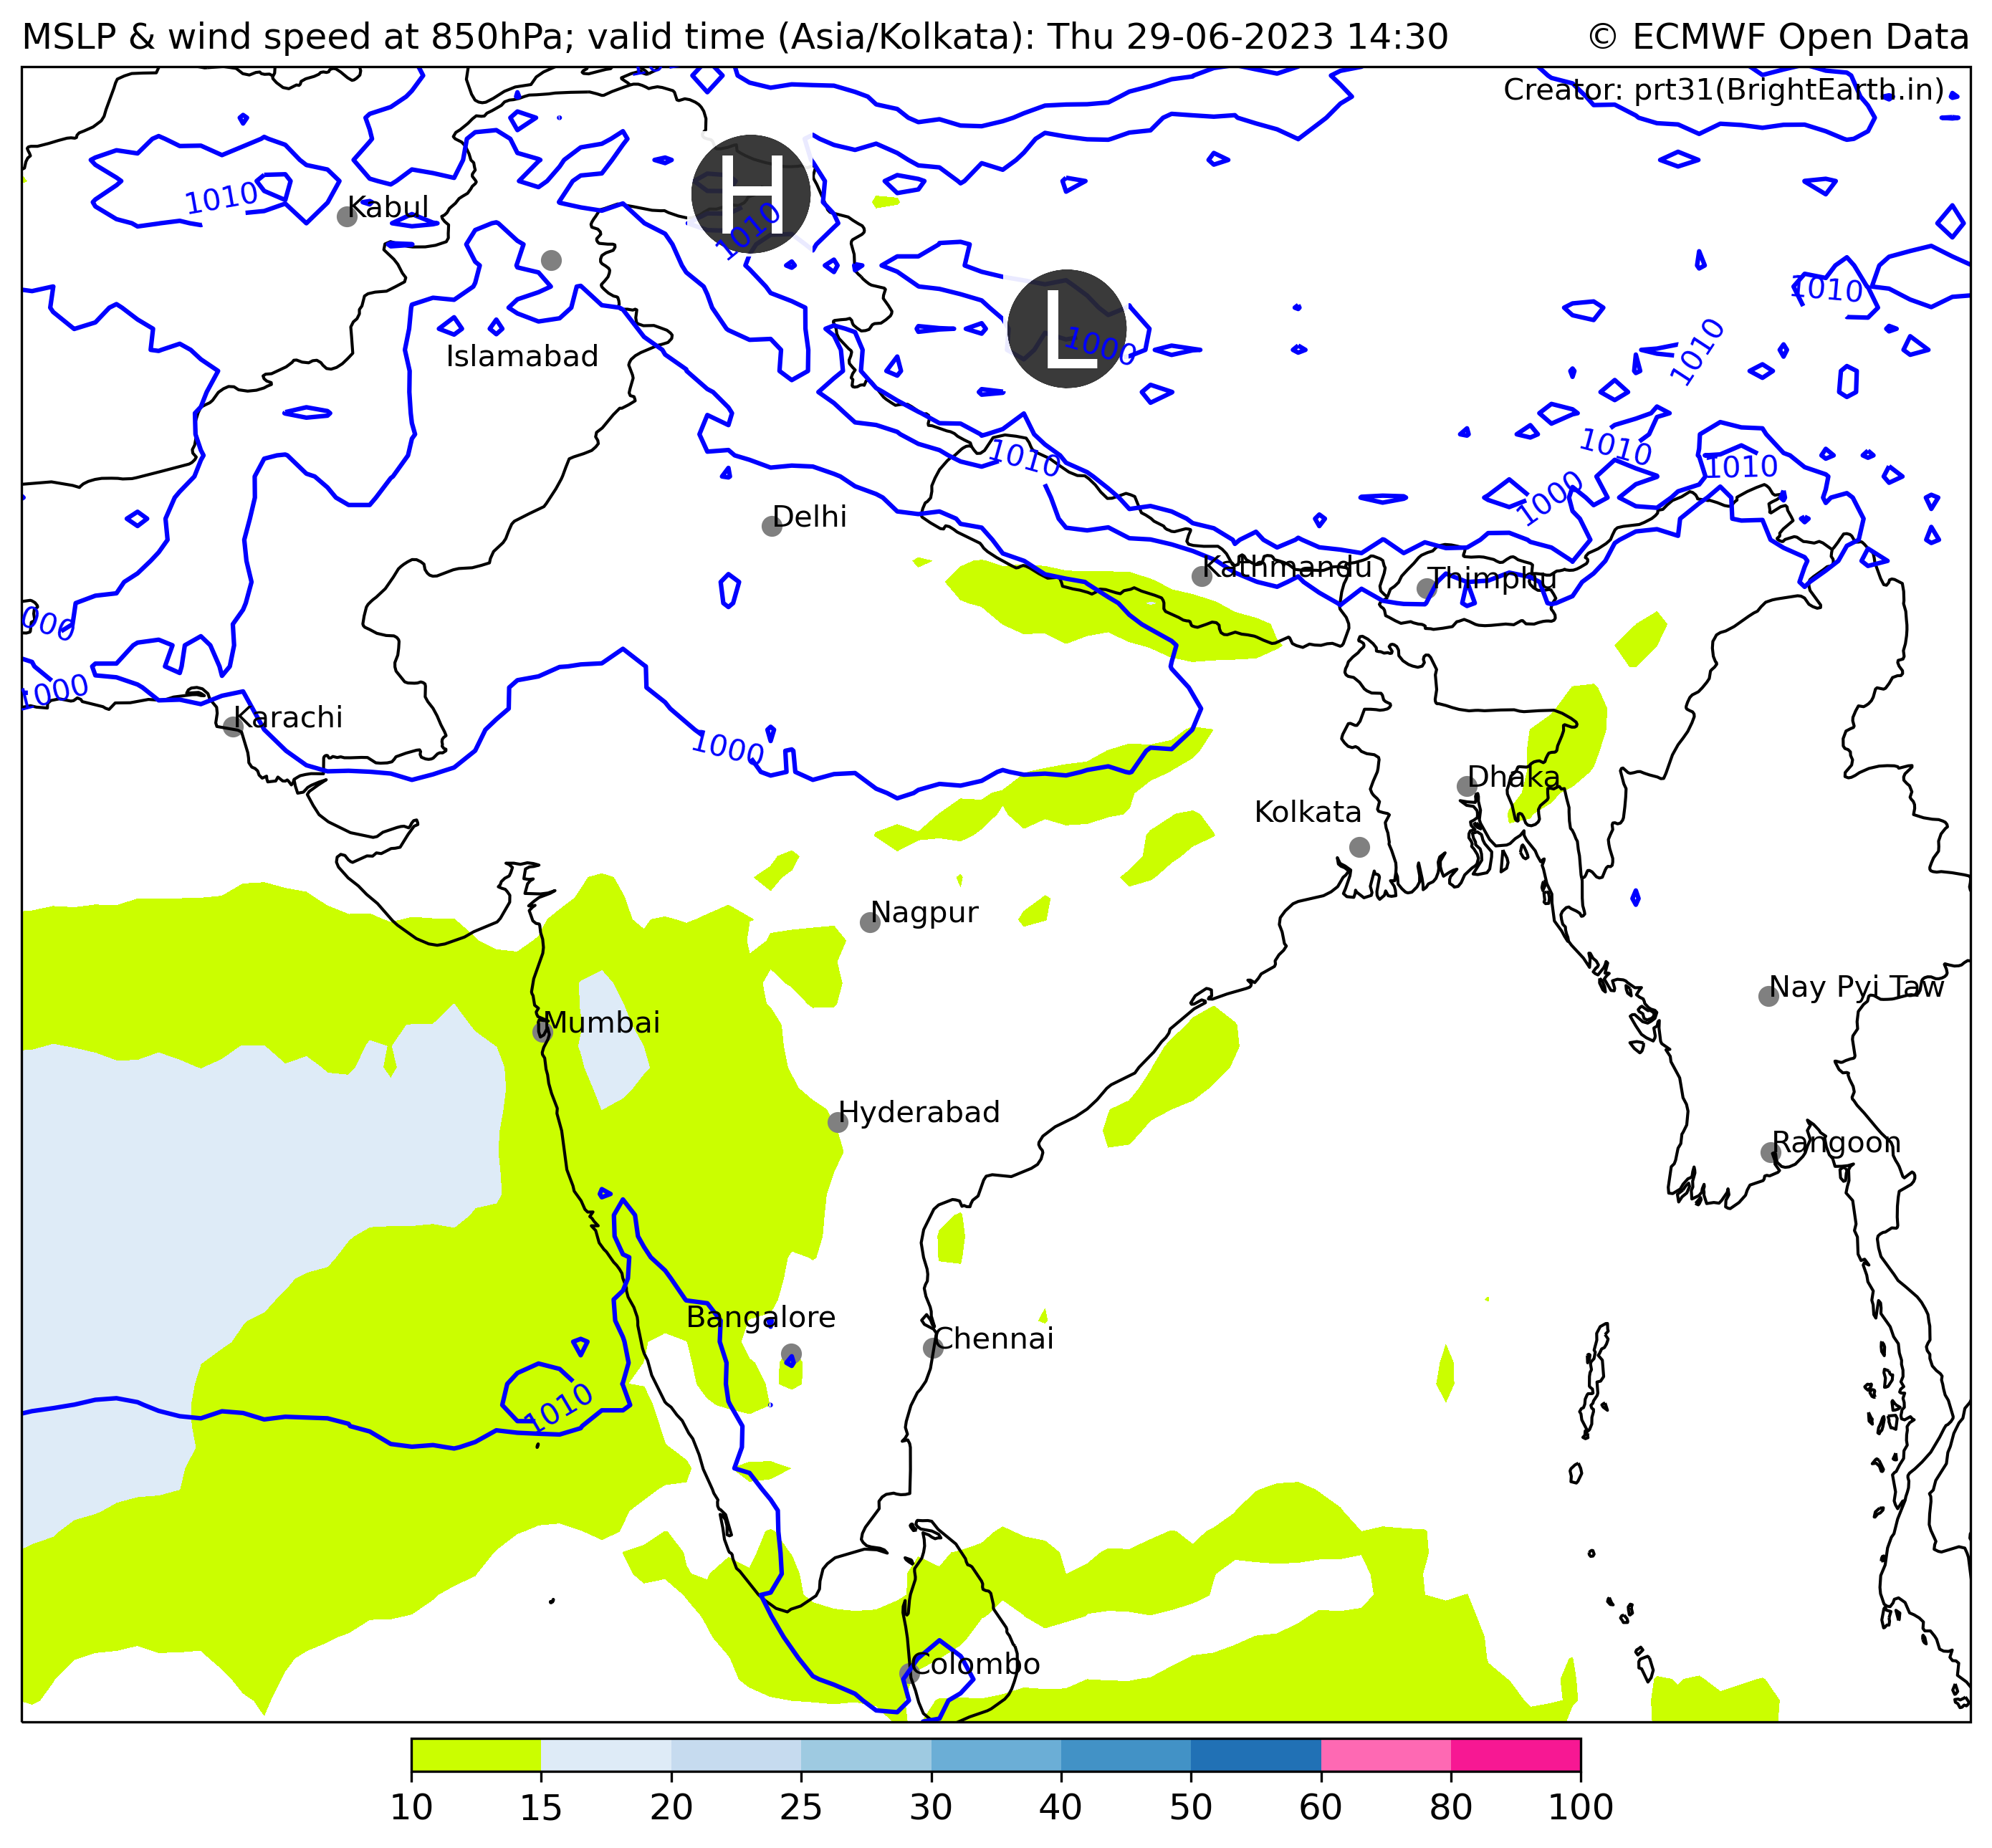 MSLP & wind speed at 850hPa; valid time (Asia/Kolkata): Thu 29-06-2023 14:30
© ECMWF Open Data
Creator: prt31(BrightEarth.in)
H
1010
Kabul
1010
L
1000
1010
1010
Islamabad
1010
1010
1010
1000
Delhi
Kathmandu
Thimphu
000
1000
Karachi
1000
Dhaka
Kolkata
Nagpur
Nay Pyi Taw
Mumbai
Hyderabad
Rangoon
Bangalore
Chennai
1010
Colombo
10 15 20 25 30 40 50 60 80 100